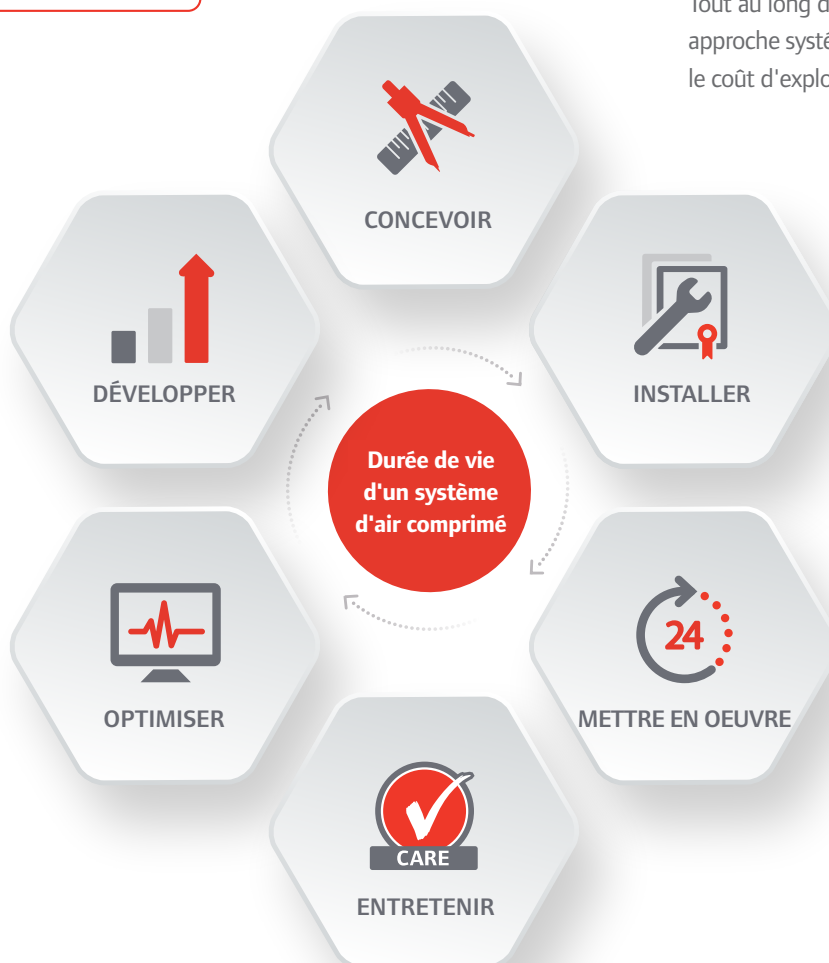 Tout au long d
approche systé
le coût d'explo
CONCEVOIR
DÉVELOPPER
INSTALLER
Durée de vie
d'un système
d'air comprimé
24
OPTIMISER
METTRE EN OEUVRE
CARE
ENTRETENIR